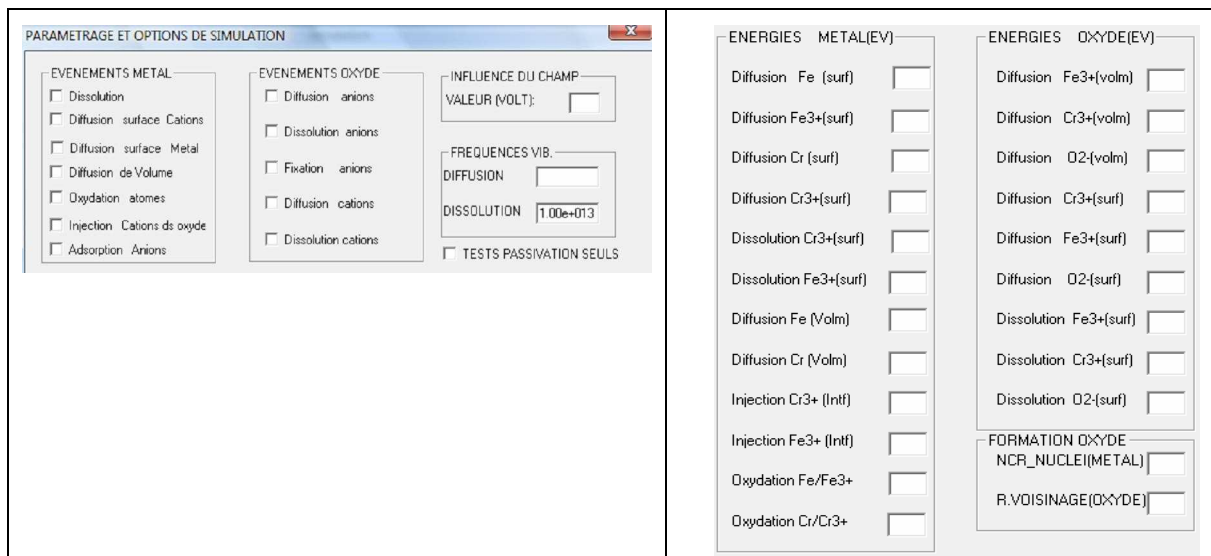 PARAMETRAGE ET OPTIONS DE SIMULATION
EVENEMENTS METAL
Dissolution
Diffusion surface Cations
Diffusion surface Metal
Diffusion de Volume
Oxydation atomes
Injection Cations ds oxyde
Adsorption Anions
EVENEMENTS OXYDE
Diffusion anions
Dissolution anions
Fixation anions
Diffusion cations
Dissolution cations
INFLUENCE DU CHAMP
VALEUR (VOLT):
FREQUENCES VIB.
DIFFUSION
DISSOLUTION 1.00e+013
TESTS PASSIVATION SEULS
ENERGIES METAL(EV)
Diffusion Fe (surf)
Diffusion Fe3+(surf)
Diffusion Cr (surf)
Diffusion Cr3+(surf)
Dissolution Cr3+(surf)
Dissolution Fe3+(surf)
Diffusion Fe (Volm)
Diffusion Cr (Volm)
Injection Cr3+ (Intf)
Injection Fe3+ (Intf)
Oxydation Fe/Fe3+
Oxydation Cr/Cr3+
ENERGIES OXYDE(EV)
Diffusion Fe3+(volm)
Diffusion Cr3+(volm)
Diffusion O2-(volm)
Diffusion Cr3+(surf)
Diffusion Fe3+(surf)
Diffusion O2-(surf)
Dissolution Fe3+(surf)
Dissolution Cr3+(surf)
Dissolution O2-(surf)
FORMATION OXYDE
NCR_NUCLEI(METAL)
R.VOISINAGE(OXYDE)